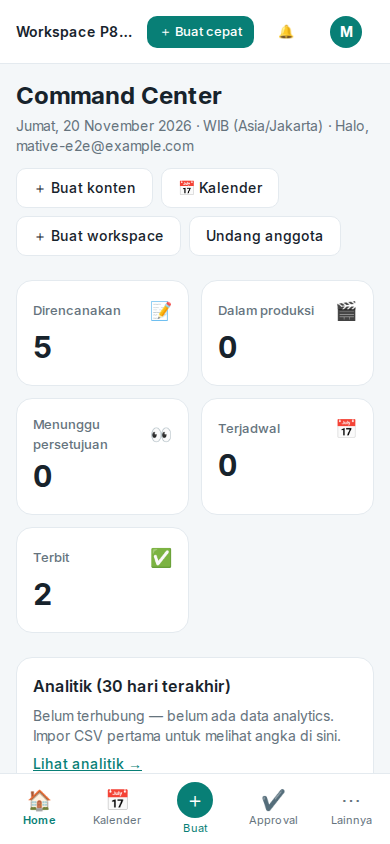 Workspace P8...
+ Buat cepat
M
Command Center
Jumat, 20 November 2026 · WIB (Asia/Jakarta) · Halo,
mative-e2e@example.com
+ Buat konten
Kalender
+ Buat workspace
Undang anggota
Direncanakan
5
Dalam produksi
0
Menunggu
persetujuan
0
Terjadwal
0
Terbit
2
Analitik (30 hari terakhir)
Belum terhubung — belum ada data analytics.
Impor CSV pertama untuk melihat angka di sini.
Lihat analitik →
Home
Kalender
+
Buat
Approval
Lainnya